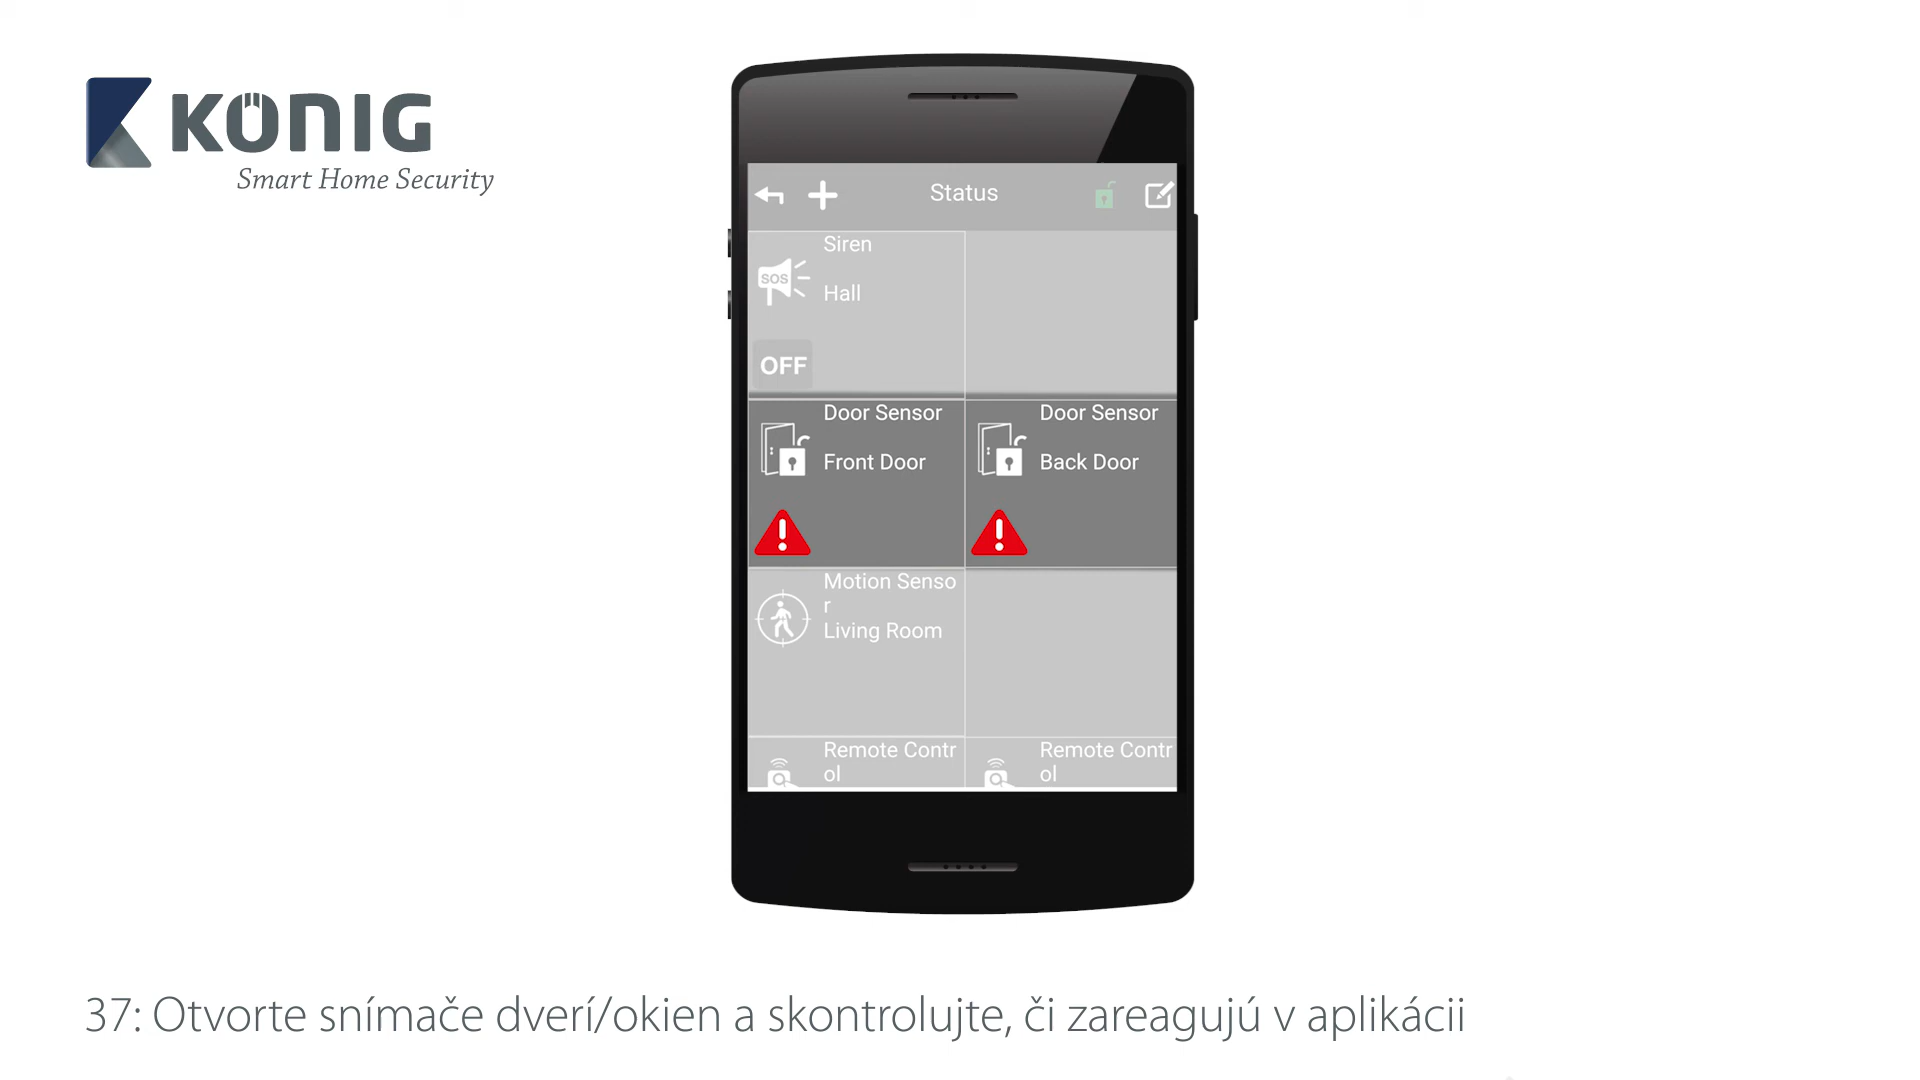 KÖNIG
Smart Home Security
Status
Siren
SOS
Hall
OFF
Door Sensor
Front Door
Door Sensor
Back Door
Motion Senso
r
Living Room
Remote Contr
ol
Remote Contr
ol
37: Otvorte snímače dverí/okien a skontrolujte, či zareagujú v aplikácii